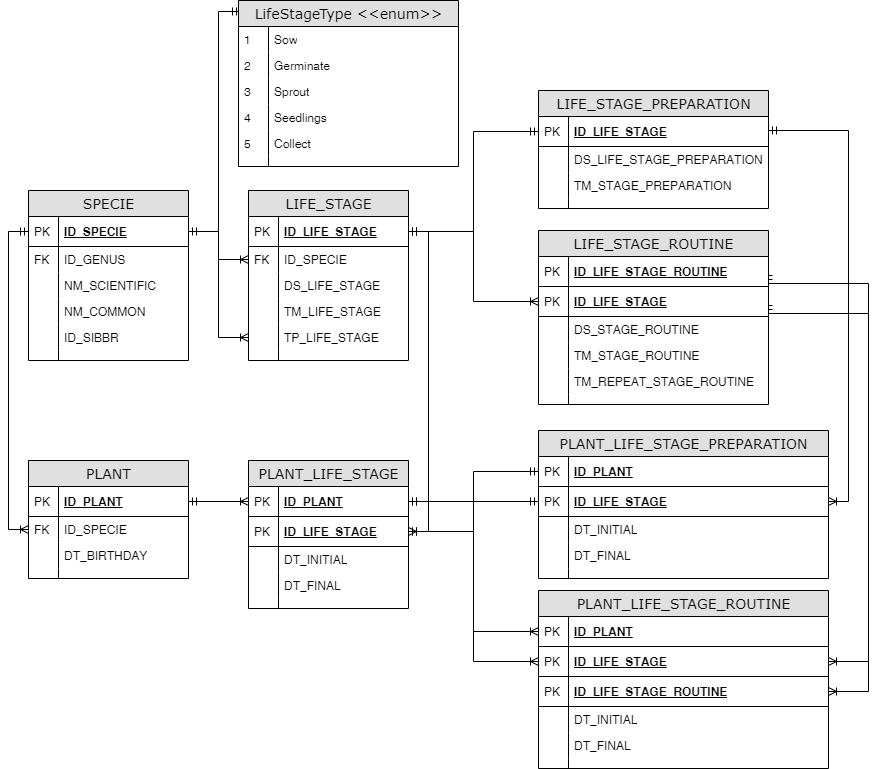 LifeStageType <<enum>>
1 Sow
2 Germinate
3 Sprout
4 Seedlings
5 Collect
SPECIE
PK ID_SPECIE
FK ID_GENUS
NM_SCIENTIFIC
NM_COMMON
ID_SIBBR
LIFE_STAGE
PK ID_LIFE_STAGE
FK ID_SPECIE
DS_LIFE_STAGE
TM_LIFE_STAGE
TP_LIFE_STAGE
LIFE_STAGE_PREPARATION
PK ID_LIFE_STAGE
DS_LIFE_STAGE_PREPARATION
TM_STAGE_PREPARATION
LIFE_STAGE_ROUTINE
PK ID_LIFE_STAGE_ROUTINE
PK ID_LIFE_STAGE
DS_STAGE_ROUTINE
TM_STAGE_ROUTINE
TM_REPEAT_STAGE_ROUTINE
PLANT
PK ID_PLANT
FK ID_SPECIE
DT_BIRTHDAY
PLANT_LIFE_STAGE
PK ID_PLANT
PK ID_LIFE_STAGE
DT_INITIAL
DT_FINAL
PLANT_LIFE_STAGE_PREPARATION
PK ID_PLANT
PK ID_LIFE_STAGE
DT_INITIAL
DT_FINAL
PLANT_LIFE_STAGE_ROUTINE
PK ID_PLANT
PK ID_LIFE_STAGE
PK ID_LIFE_STAGE_ROUTINE
DT_INITIAL
DT_FINAL